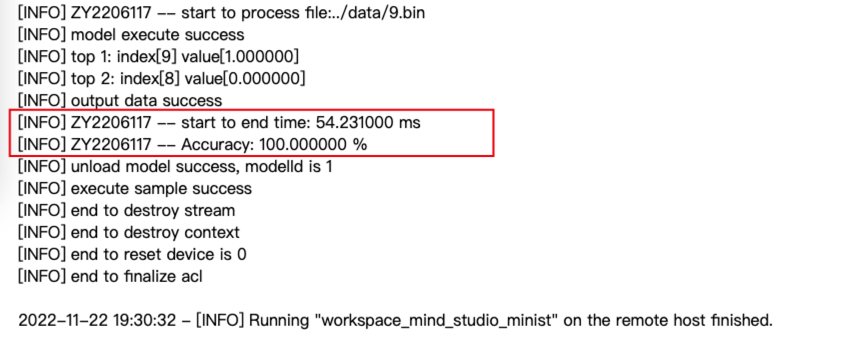 [INFO] ZY2206117 –– start to process file:../data/9.bin
[INFO] model execute success
[INFO] top 1: index[9] value[1.000000]
[INFO] top 2: index[8] value[0.000000]
[INFO] output data success
[INFO] ZY2206117 –– start to end time: 54.231000 ms
[INFO] ZY2206117 –– Accuracy: 100.000000 %
[INFO] unload model success, modelId is 1
[INFO] execute sample success
[INFO] end to destroy stream
[INFO] end to destroy context
[INFO] end to reset device is 0
[INFO] end to finalize acl
2022–11–22 19:30:32 – [INFO] Running "workspace_mind_studio_minist" on the remote host finished.